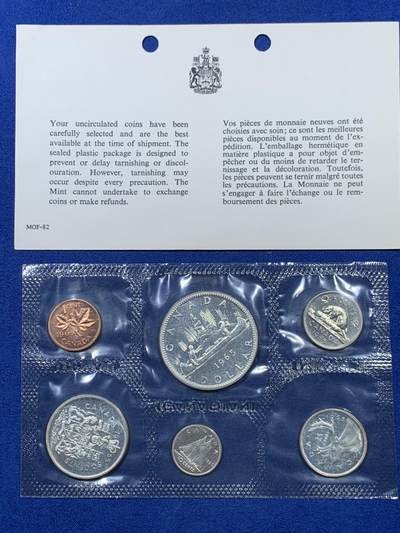 Your uncirculated coins have been
carefully selected and are the best
available at the time of shipment. The
sealed plastic package is designed to
prevent or delay tarnishing or discol-
ouration. However, tarnishing may
occur despite every precaution. The
Mint cannot undertake to exchange
coins or make refunds.
Vos pièces de monnaie neuves ont été
choisies avec soin; ce sont les meilleures
pièces disponibles au moment de l'ex-
pédition. L'emballage hermétique en
matière plastique a pour objet d'em-
pêcher ou du moins de retarder le ter-
nissage et la décoloration. Toutefois,
les pièces peuvent se ternir malgré toutes
les précautions. La Monnaie ne peut
s'engager à faire l'échange ou le rem-
boursement des pièces.
MOF-82
CANADA
1965
DOLLAR
CANADA